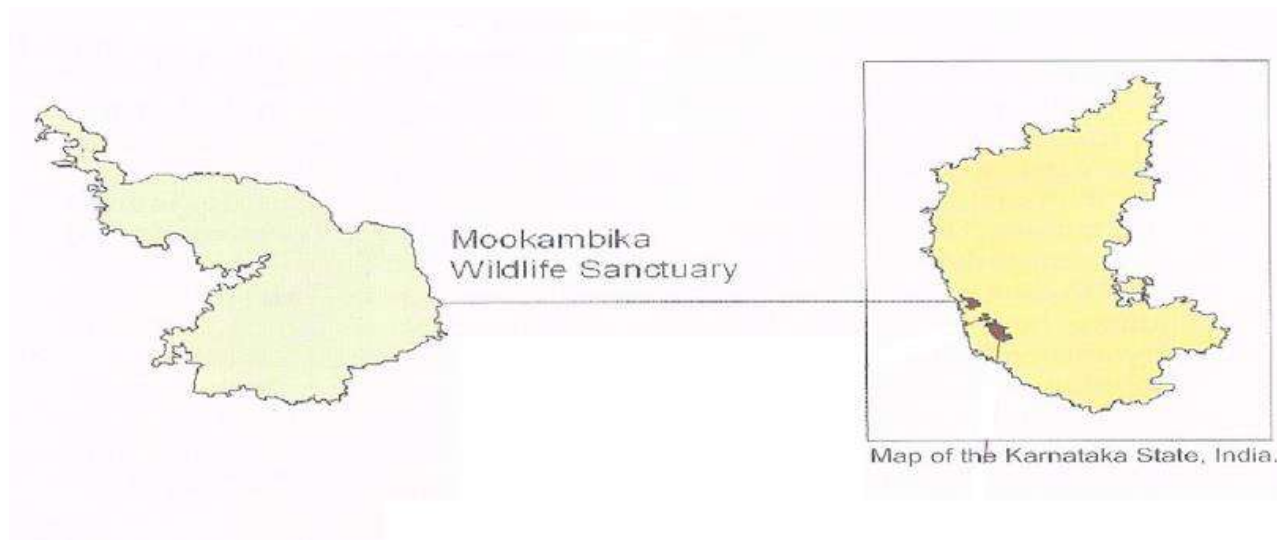 Mookambika
Wildlife Sanctuary
Map of the Karnataka State, India.